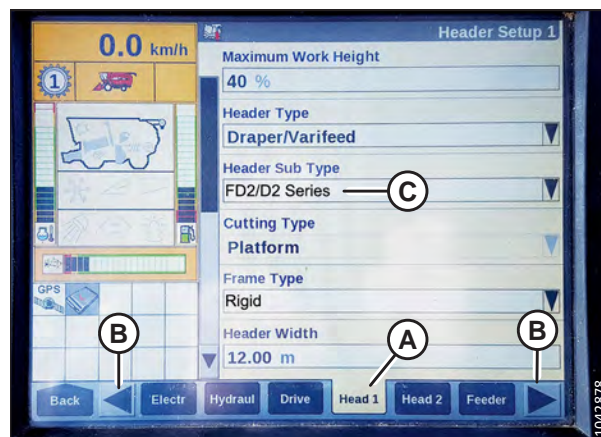 0.0 km/h
Header Setup 1
1
Maximum Work Height
40 %
Header Type
Draper/Varifeed
Header Sub Type
FD2/D2 Series
C
Cutting Type
Platform
Frame Type
Rigid
GPS
Header Width
12.00 m
B
A
B
Back
Electr
Hydraul
Drive
Head 1
Head 2
Feeder
1042878